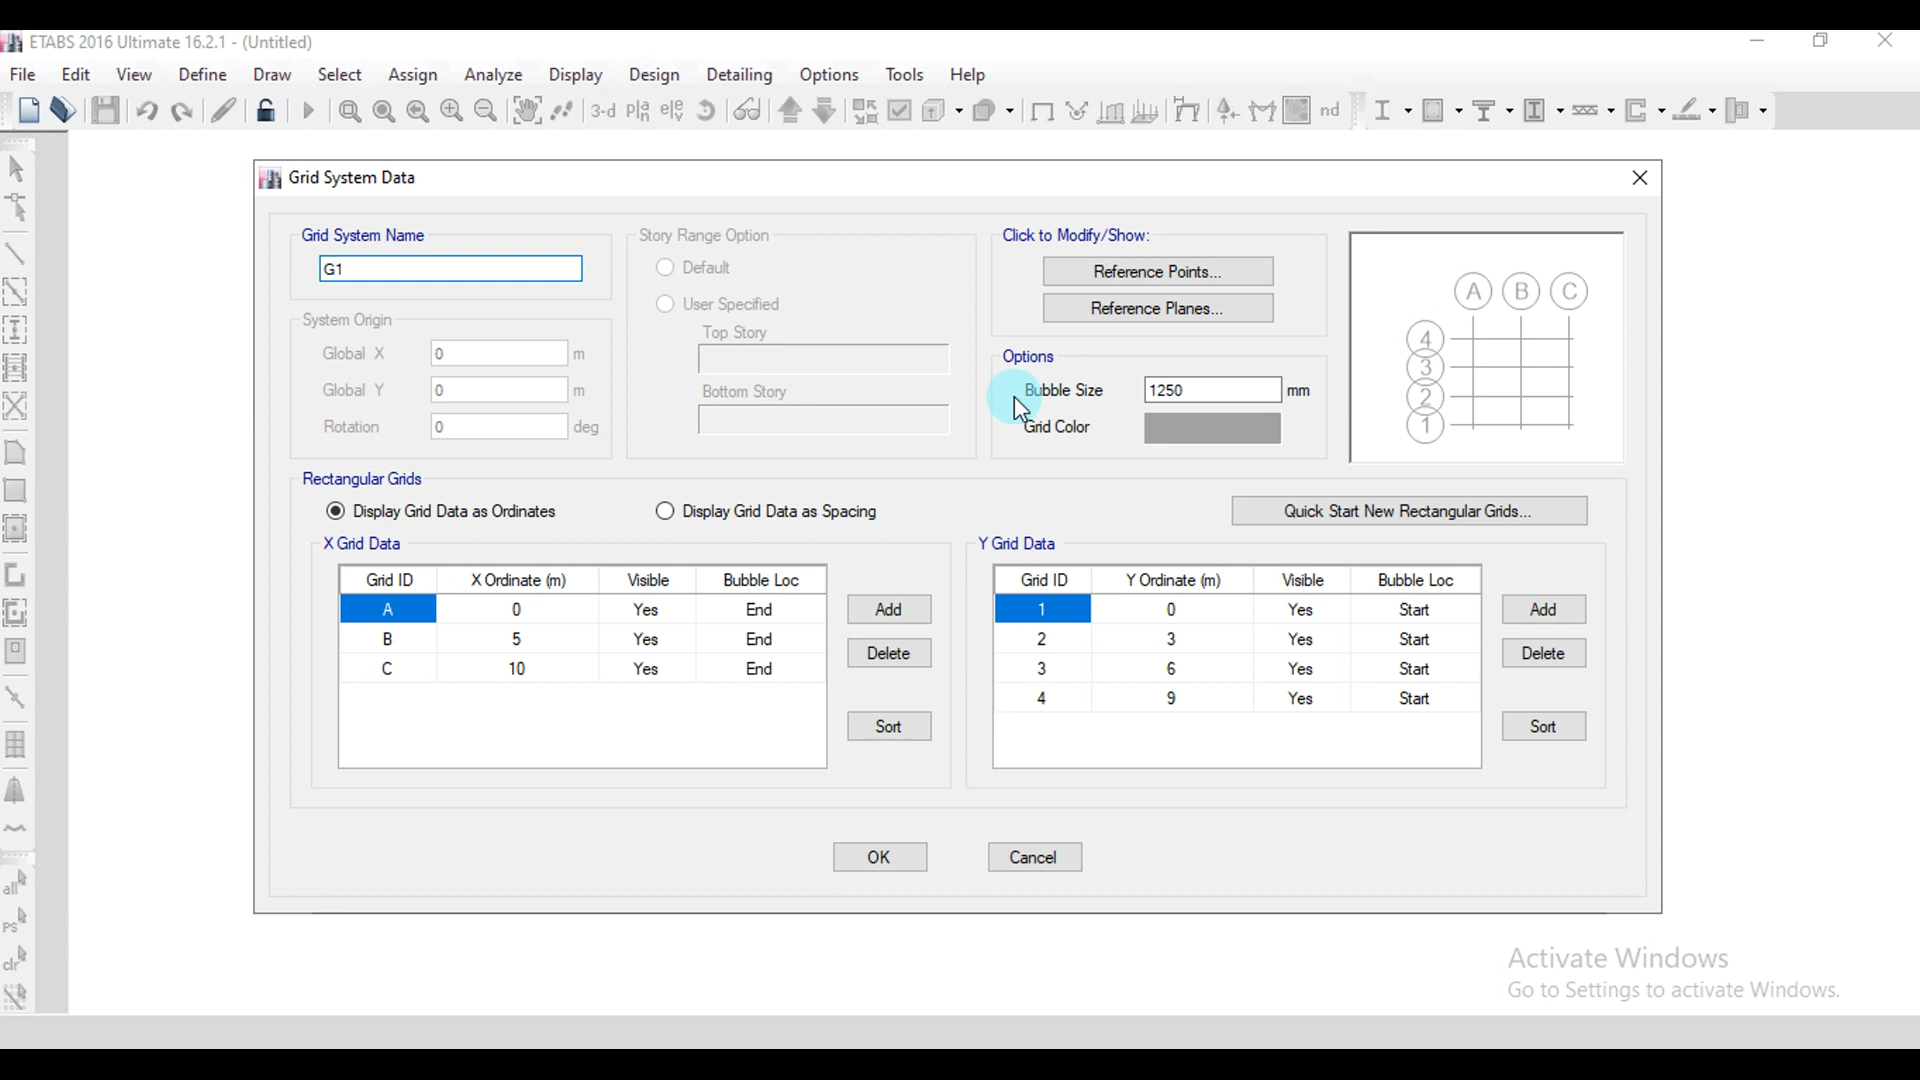 ETABS 2016 Ultimate 16.2.1 - (Untitled)
File Edit View Define Draw Select Assign Analyze Display Design Detailing Options Tools Help
3-d pla ele nd
Grid System Data
Grid System Name
G1
System Origin
Global X 0 m
Global Y 0 m
Rotation 0 deg
Story Range Option
Default
User Specified
Top Story
Bottom Story
Click to Modify/Show:
Reference Points...
Reference Planes...
Options
Bubble Size 1250 mm
Grid Color
A B C
4
3
2
1
Rectangular Grids
Display Grid Data as Ordinates Display Grid Data as Spacing Quick Start New Rectangular Grids...
X Grid Data
Grid ID X Ordinate (m) Visible Bubble Loc
A 0 Yes End
B 5 Yes End
C 10 Yes End
Add
Delete
Sort
Y Grid Data
Grid ID Y Ordinate (m) Visible Bubble Loc
1 0 Yes Start
2 3 Yes Start
3 6 Yes Start
4 9 Yes Start
Add
Delete
Sort
OK Cancel
all
ps
clr
Activate Windows
Go to Settings to activate Windows.